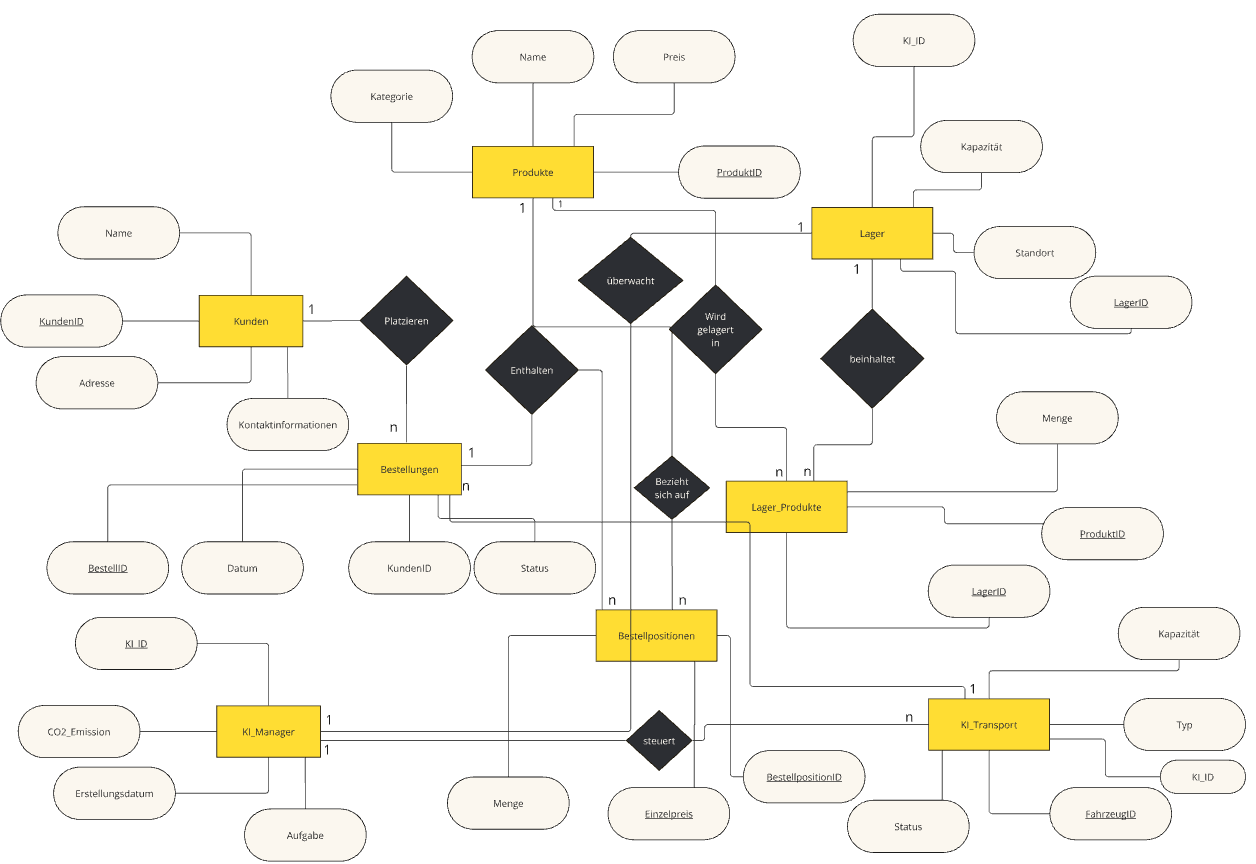 KI_ID
Name
Preis
Kategorie
Kapazität
Produkte
ProduktID
1
1
Name
1
Lager
Standort
überwacht
1
LagerID
KundenID
Kunden
1
Platzieren
Wird
gelagert
in
beinhaltet
Enthalten
Adresse
Kontaktinformationen
Menge
n
1
Bestellungen
n
Bezieht
sich auf
n
n
Lager_Produkte
ProduktID
BestellID
Datum
KundenID
Status
LagerID
n
n
Bestellpositionen
Kapazität
KI_ID
1
CO2_Emission
KI_Manager
1
1
steuert
n
KI_Transport
Typ
Erstellungsdatum
BestellpositionID
KI_ID
Menge
Einzelpreis
Status
FahrzeugID
Aufgabe